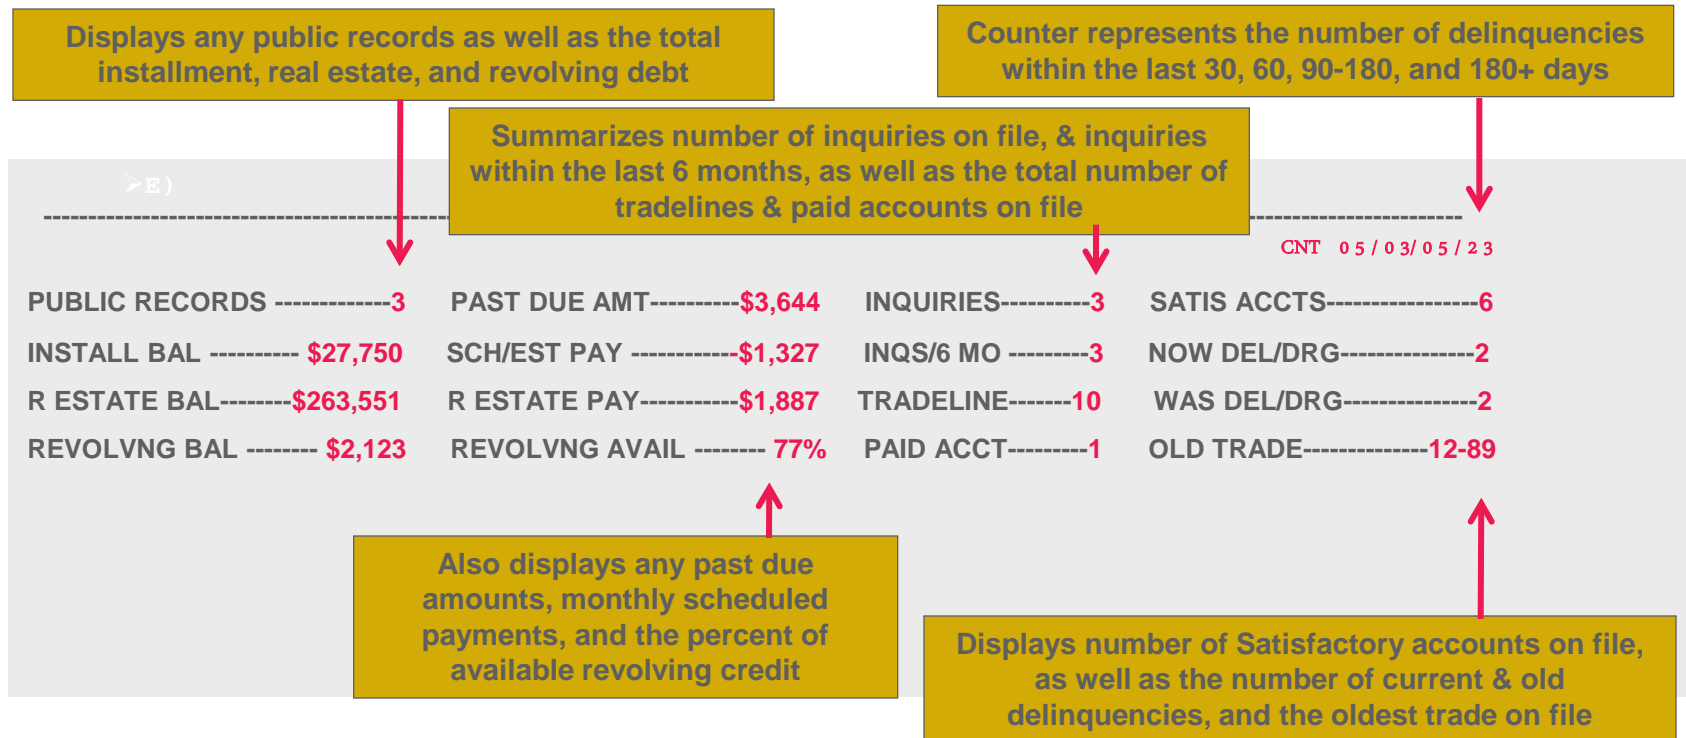 Displays any public records as well as the total
installment, real estate, and revolving debt
Counter represents the number of delinquencies
within the last 30, 60, 90-180, and 180+ days
Summarizes number of inquiries on file, & inquiries
within the last 6 months, as well as the total number of
tradelines & paid accounts on file
➢E)
CNT 05/03/05/23
PUBLIC RECORDS -------------3 PAST DUE AMT----------$3,644 INQUIRIES----------3 SATIS ACCTS-----------------6
INSTALL BAL ---------- $27,750 SCH/EST PAY ------------$1,327 INQS/6 MO ---------3 NOW DEL/DRG---------------2
R ESTATE BAL--------$263,551 R ESTATE PAY-----------$1,887 TRADELINE-------10 WAS DEL/DRG---------------2
REVOLVNG BAL -------- $2,123 REVOLVNG AVAIL -------- 77% PAID ACCT---------1 OLD TRADE--------------12-89
Also displays any past due
amounts, monthly scheduled
payments, and the percent of
available revolving credit
Displays number of Satisfactory accounts on file,
as well as the number of current & old
delinquencies, and the oldest trade on file